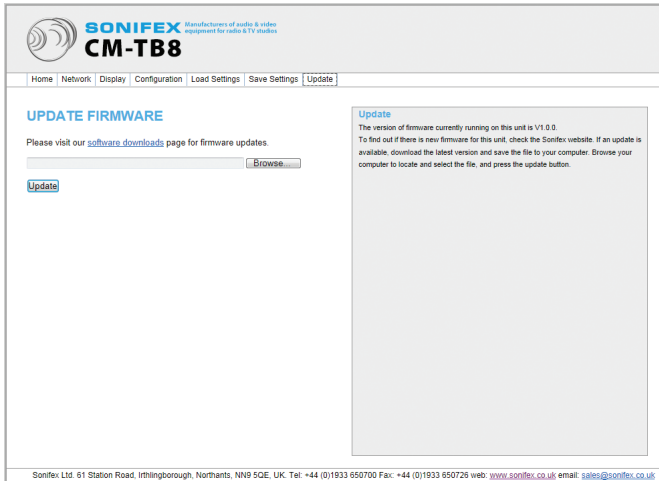 SONIFEX Manufacturers of audio & video
equipment for radio & TV studios
CM-TB8
Home Network Display Configuration Load Settings Save Settings Update
UPDATE FIRMWARE
Please visit our software downloads page for firmware updates.
Browse...
Update
Update
The version of firmware currently running on this unit is V1.0.0.
To find out if there is new firmware for this unit, check the Sonifex website. If an update is
available, download the latest version and save the file to your computer. Browse your
computer to locate and select the file, and press the update button.
Sonifex Ltd. 61 Station Road, Irthlingborough, Northants, NN9 5QE, UK. Tel: +44 (0)1933 650700 Fax: +44 (0)1933 650726 web: www.sonifex.co.uk email: sales@sonifex.co.uk